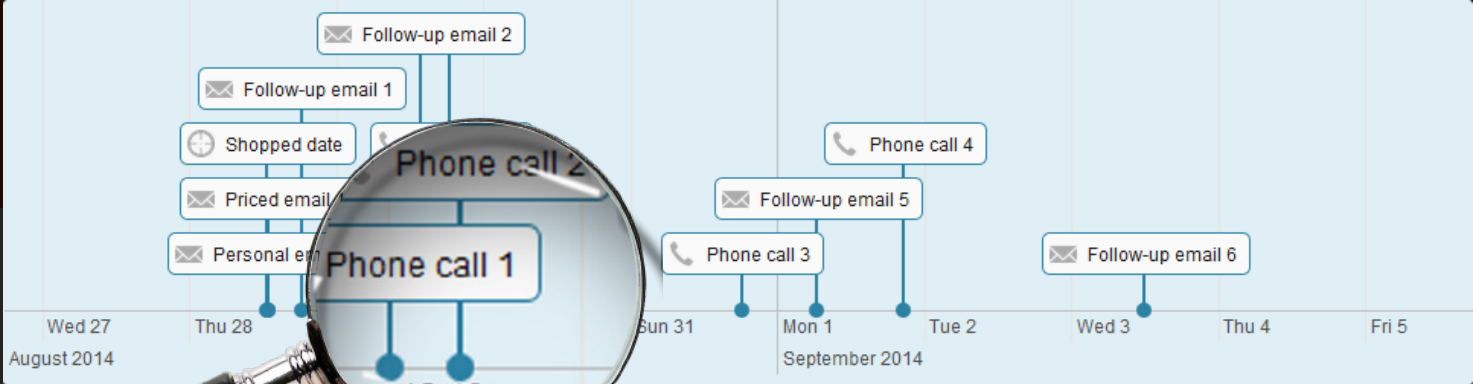 Follow-up email 2
Follow-up email 1
Shopped date
Phone call 4
Phone call 2
Priced email
Follow-up email 5
Personal
Phone call 1
Phone call 3
Follow-up email 6
Wed 27
Thu 28
Sun 31
Mon 1
Tue 2
Wed 3
Thu 4
Fri 5
August 2014
September 2014